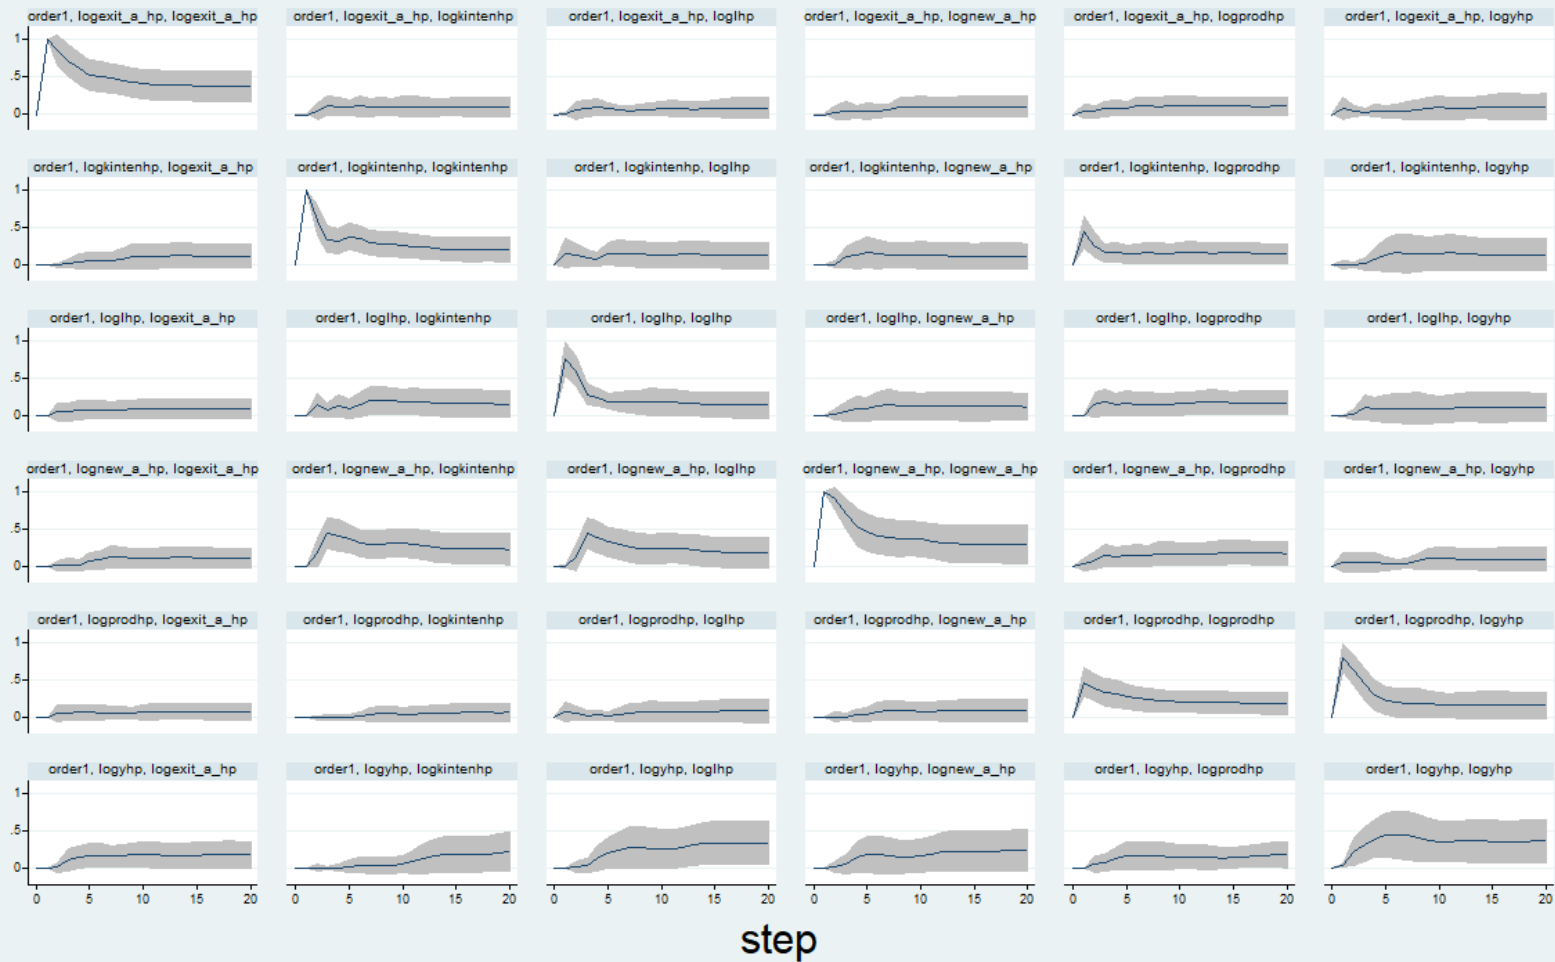 order1, logexit_a_hp, logexit_a_hp
order1, logexit_a_hp, logkintenhp
order1, logexit_a_hp, loglhp
order1, logexit_a_hp, lognew_a_hp
order1, logexit_a_hp, logprodhp
order1, logexit_a_hp, logyhp
1
.5
0
order1, logkintenhp, logexit_a_hp
order1, logkintenhp, logkintenhp
order1, logkintenhp, loglhp
order1, logkintenhp, lognew_a_hp
order1, logkintenhp, logprodhp
order1, logkintenhp, logyhp
1
.5
0
order1, loglhp, logexit_a_hp
order1, loglhp, logkintenhp
order1, loglhp, loglhp
order1, loglhp, lognew_a_hp
order1, loglhp, logprodhp
order1, loglhp, logyhp
1
.5
0
order1, lognew_a_hp, logexit_a_hp
order1, lognew_a_hp, logkintenhp
order1, lognew_a_hp, loglhp
order1, lognew_a_hp, lognew_a_hp
order1, lognew_a_hp, logprodhp
order1, lognew_a_hp, logyhp
1
.5
0
order1, logprodhp, logexit_a_hp
order1, logprodhp, logkintenhp
order1, logprodhp, loglhp
order1, logprodhp, lognew_a_hp
order1, logprodhp, logprodhp
order1, logprodhp, logyhp
1
.5
0
order1, logyhp, logexit_a_hp
order1, logyhp, logkintenhp
order1, logyhp, loglhp
order1, logyhp, lognew_a_hp
order1, logyhp, logprodhp
order1, logyhp, logyhp
1
.5
0
0 5 10 15 20
0 5 10 15 20
0 5 10 15 20
0 5 10 15 20
0 5 10 15 20
0 5 10 15 20
step